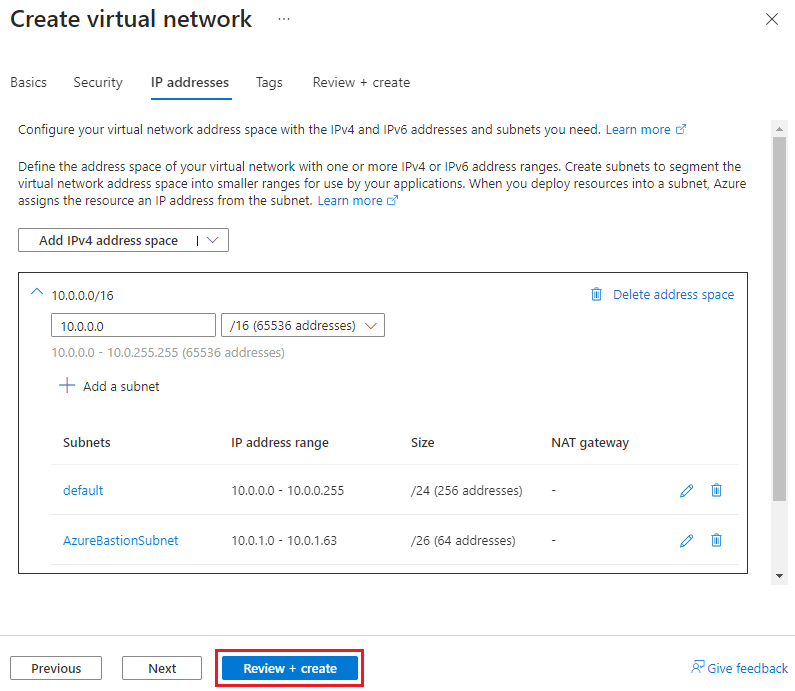 Create virtual network ...
Basics Security IP addresses Tags Review + create
Configure your virtual network address space with the IPv4 and IPv6 addresses and subnets you need. Learn more
Define the address space of your virtual network with one or more IPv4 or IPv6 address ranges. Create subnets to segment the
virtual network address space into smaller ranges for use by your applications. When you deploy resources into a subnet, Azure
assigns the resource an IP address from the subnet. Learn more
Add IPv4 address space |
10.0.0.0/16 Delete address space
10.0.0.0 /16 (65536 addresses)
10.0.0.0 - 10.0.255.255 (65536 addresses)
+ Add a subnet
Subnets IP address range Size NAT gateway
default 10.0.0.0 - 10.0.0.255 /24 (256 addresses) -
AzureBastionSubnet 10.0.1.0 - 10.0.1.63 /26 (64 addresses) -
Previous Next Review + create Give feedback